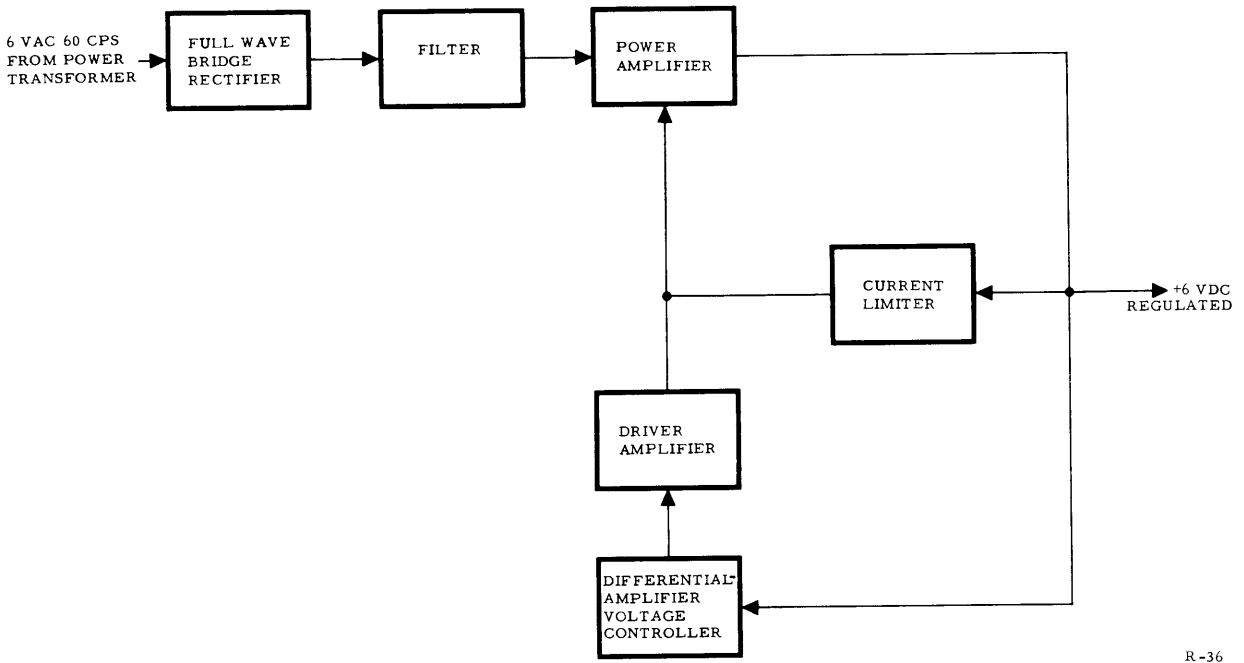 6 VAC 60 CPS
FROM POWER
TRANSFORMER
FULL WAVE
BRIDGE
RECTIFIER
FILTER
POWER
AMPLIFIER
CURRENT
LIMITER
+6 VDC
REGULATED
DRIVER
AMPLIFIER
DIFFERENTIAL-
AMPLIFIER
VOLTAGE
CONTROLLER
R-36